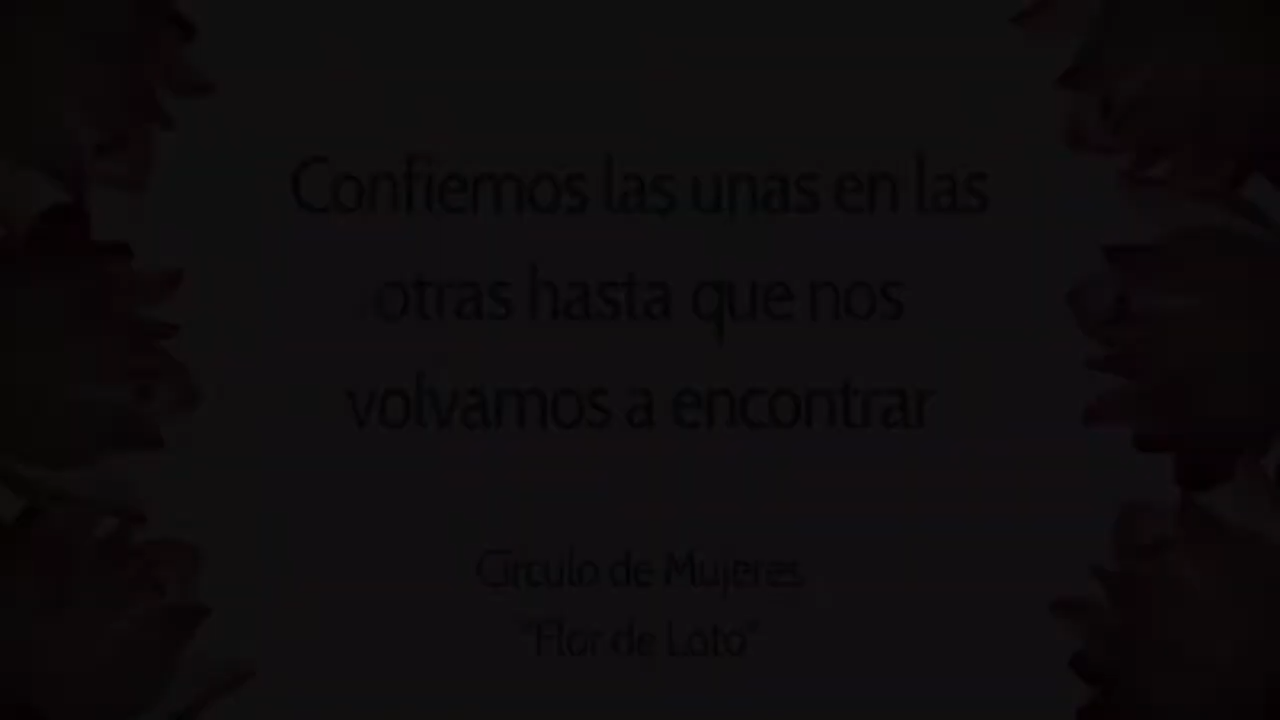 Confiemos las unas en las
otras hasta que nos
volvamos a encontrar
Círculo de Mujeres
"Flor de Loto"